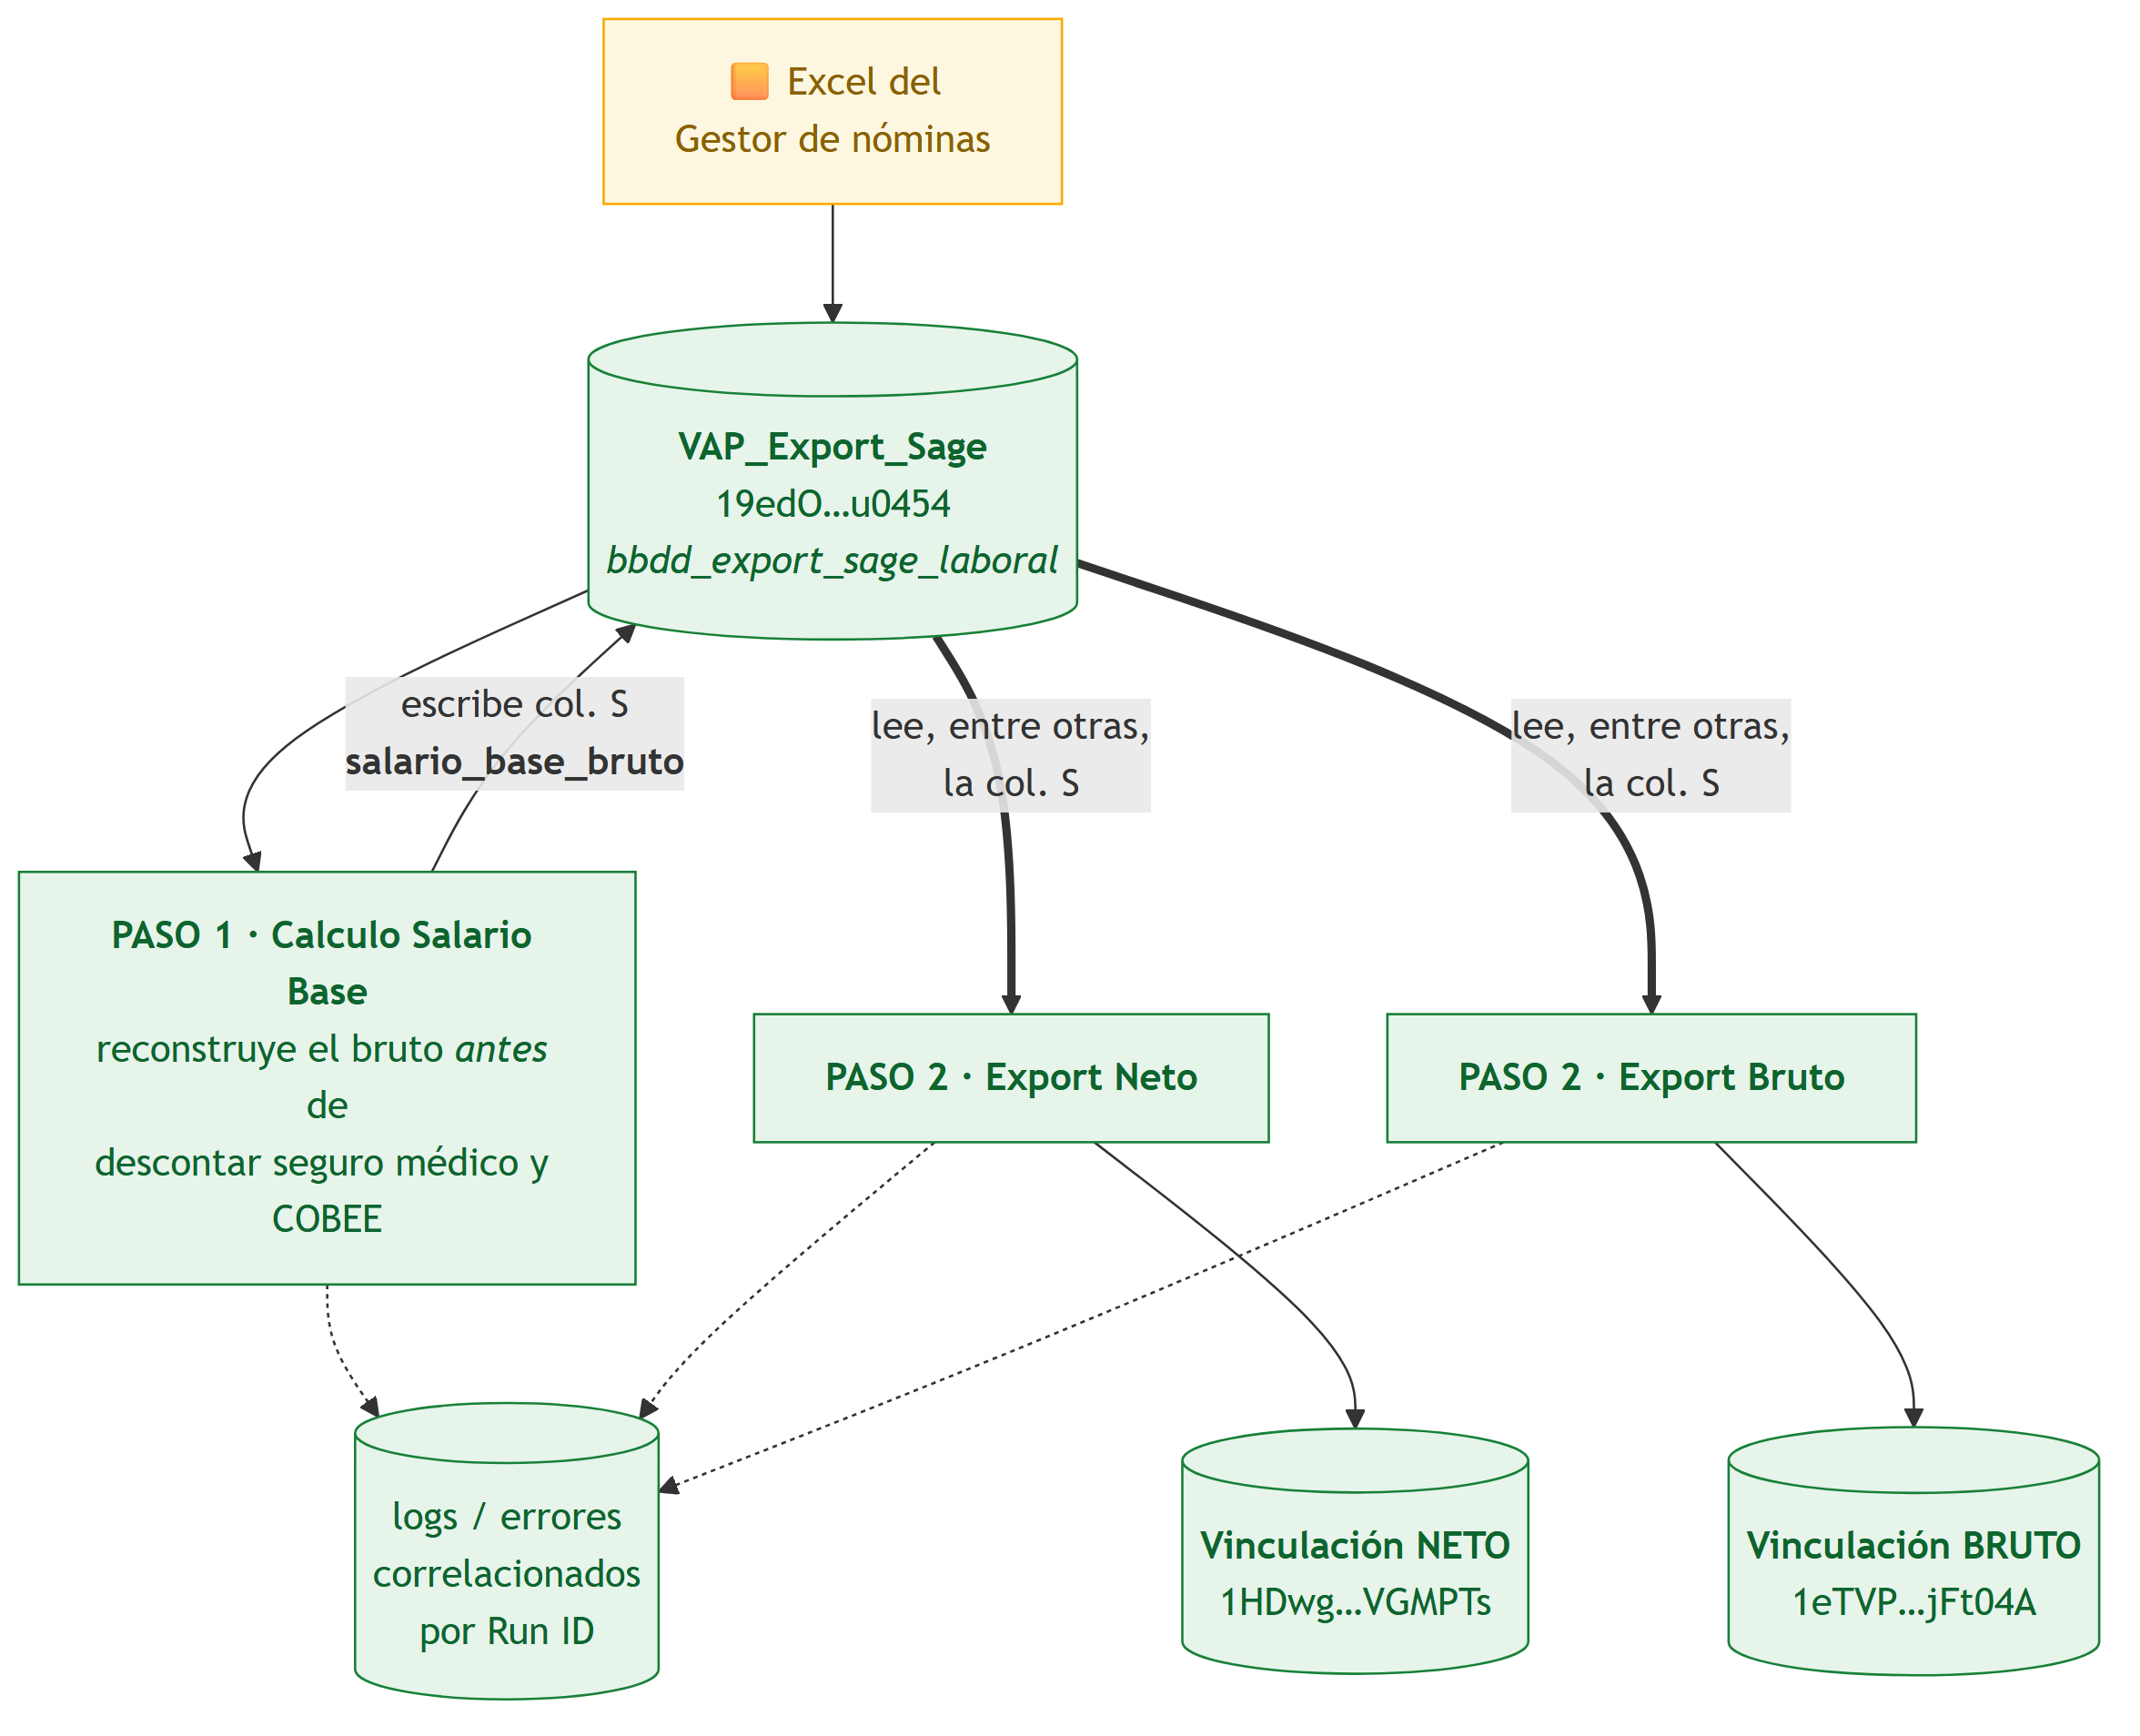 Excel del
Gestor de nóminas
VAP_Export_Sage
19edO...u0454
bbdd_export_sage_laboral
escribe col. S
salario_base_bruto
lee, entre otras,
la col. S
lee, entre otras,
la col. S
PASO 1 · Calculo Salario
Base
reconstruye el bruto antes
de
descontar seguro médico y
COBEE
PASO 2 · Export Neto
PASO 2 · Export Bruto
logs / errores
correlacionados
por Run ID
Vinculación NETO
1HDwg...VGMPTs
Vinculación BRUTO
1eTVP...jFt04A